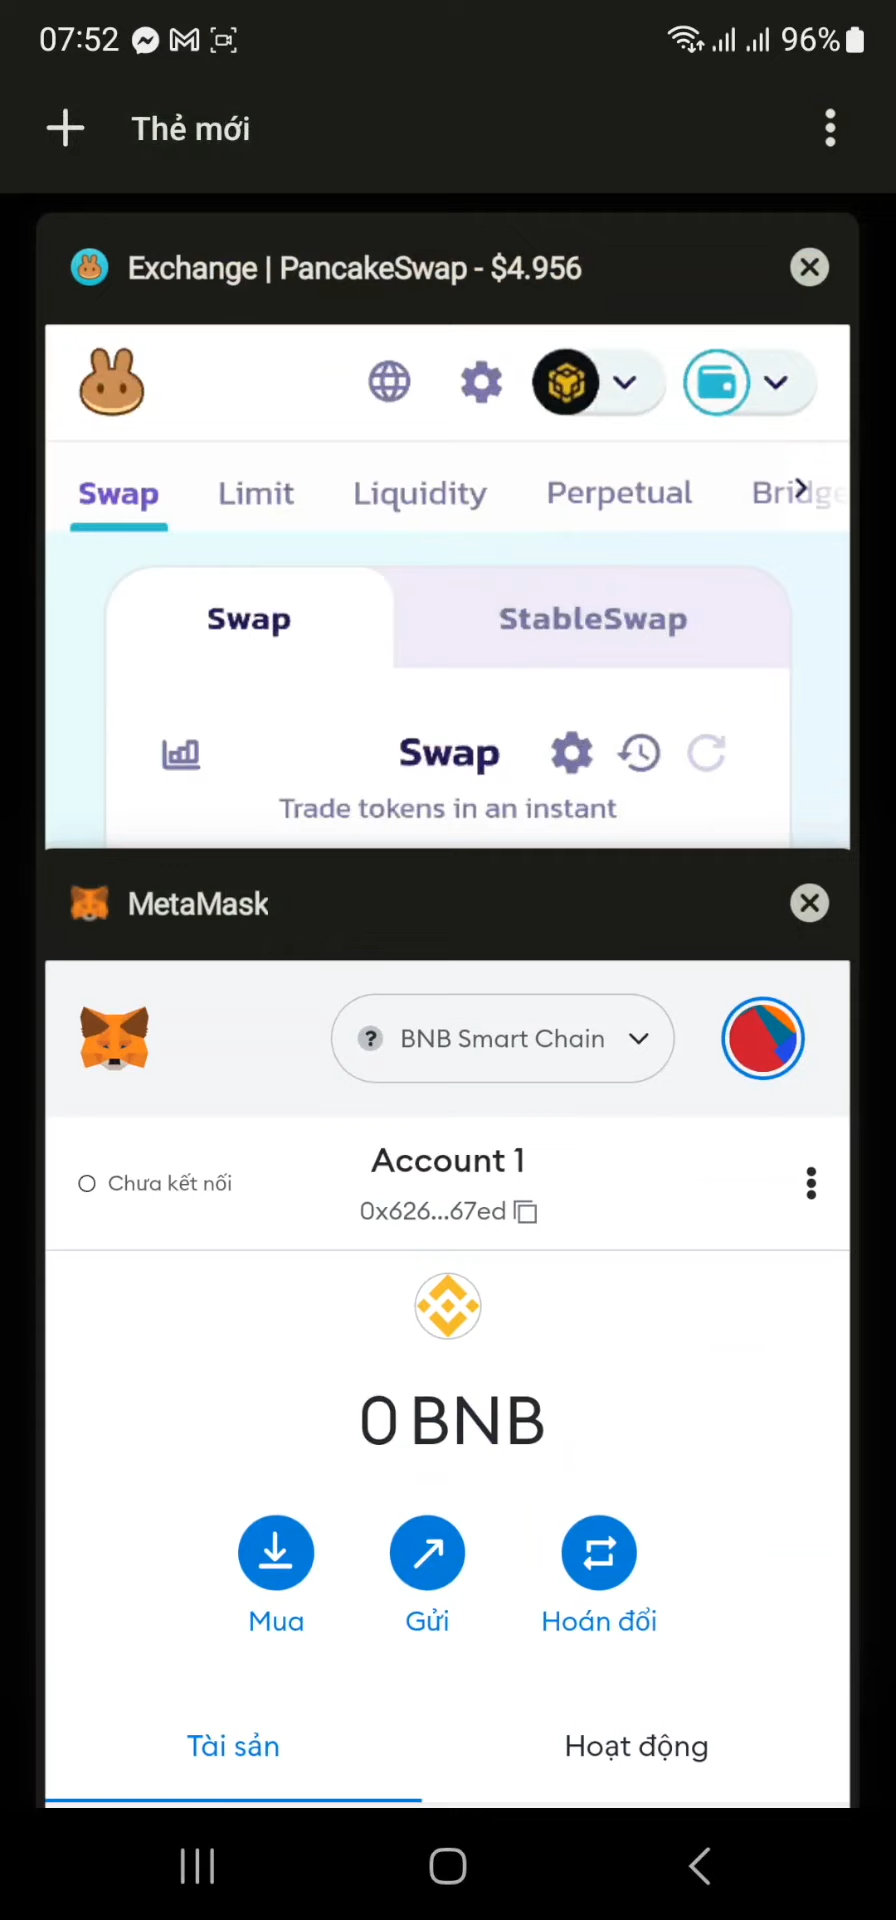 07:52
96%
Thẻ mới
Exchange | PancakeSwap - $4.956
Swap Limit Liquidity Perpetual Bridge
Swap StableSwap
Swap
Trade tokens in an instant
MetaMask
? BNB Smart Chain
Account 1
Chưa kết nối
0x626...67ed
0 BNB
Mua Gửi Hoán đổi
Tài sản Hoạt động